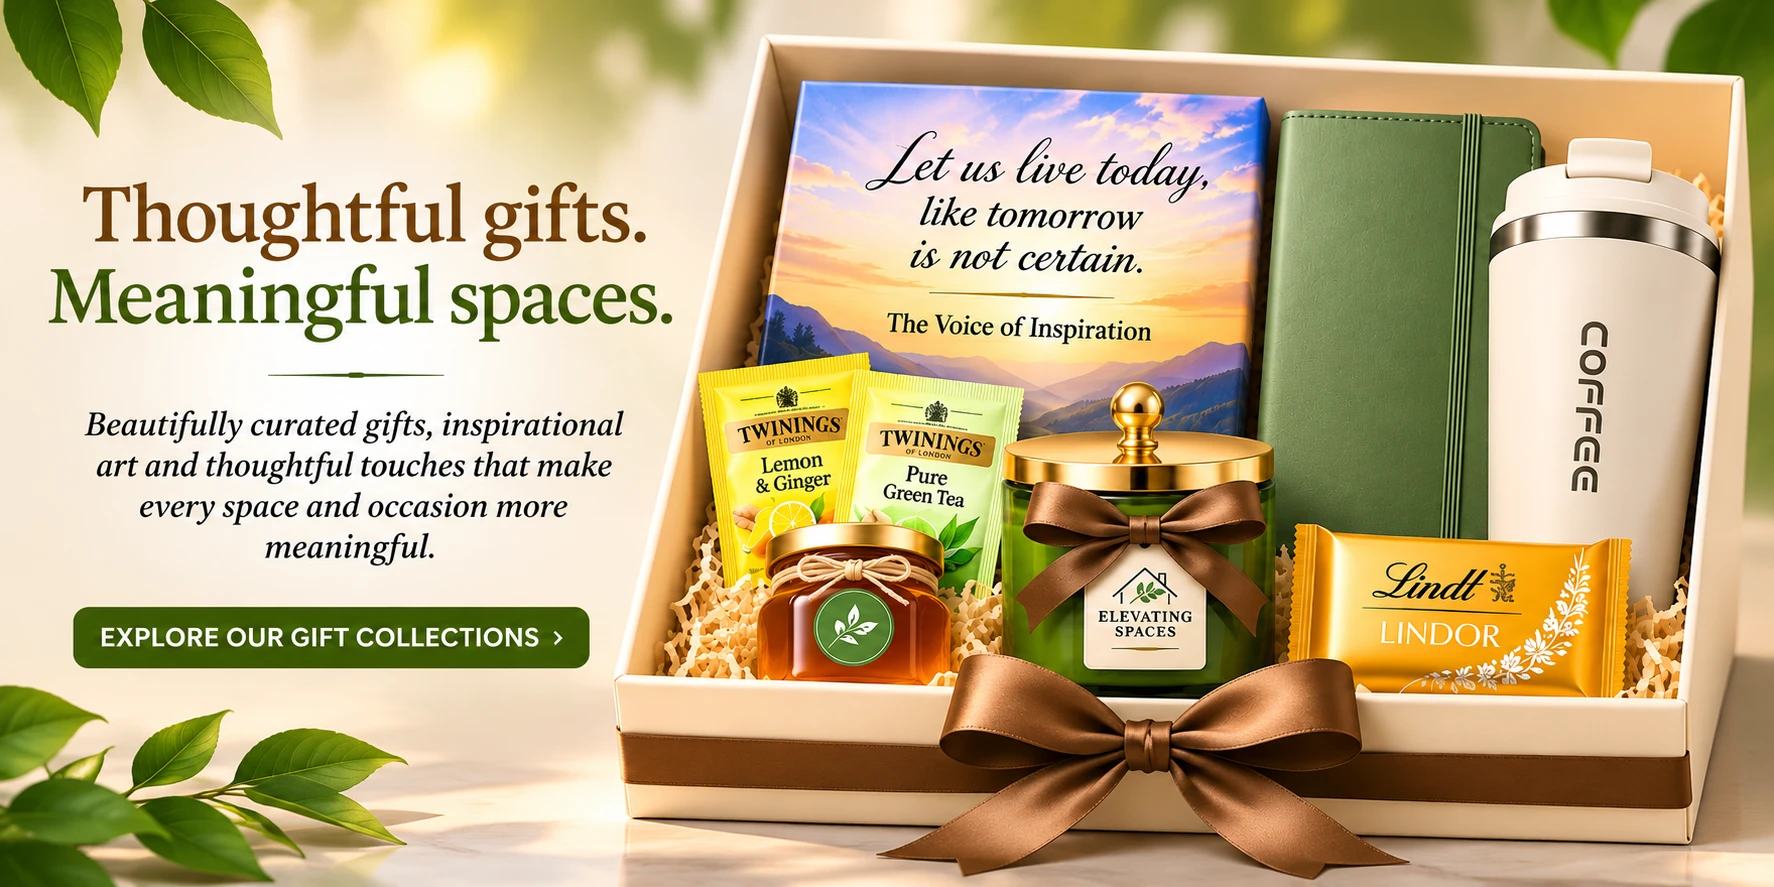 Thoughtful gifts.
Meaningful spaces.
Beautifully curated gifts, inspirational
art and thoughtful touches that make
every space and occasion more
meaningful.
EXPLORE OUR GIFT COLLECTIONS >
Let us live today,
like tomorrow
is not certain.
The Voice of Inspiration
TWININGS
OF LONDON
Lemon
& Ginger
TWININGS
OF LONDON
Pure
Green Tea
ELEVATING
SPACES
COFFEE
Lindt
LINDOR